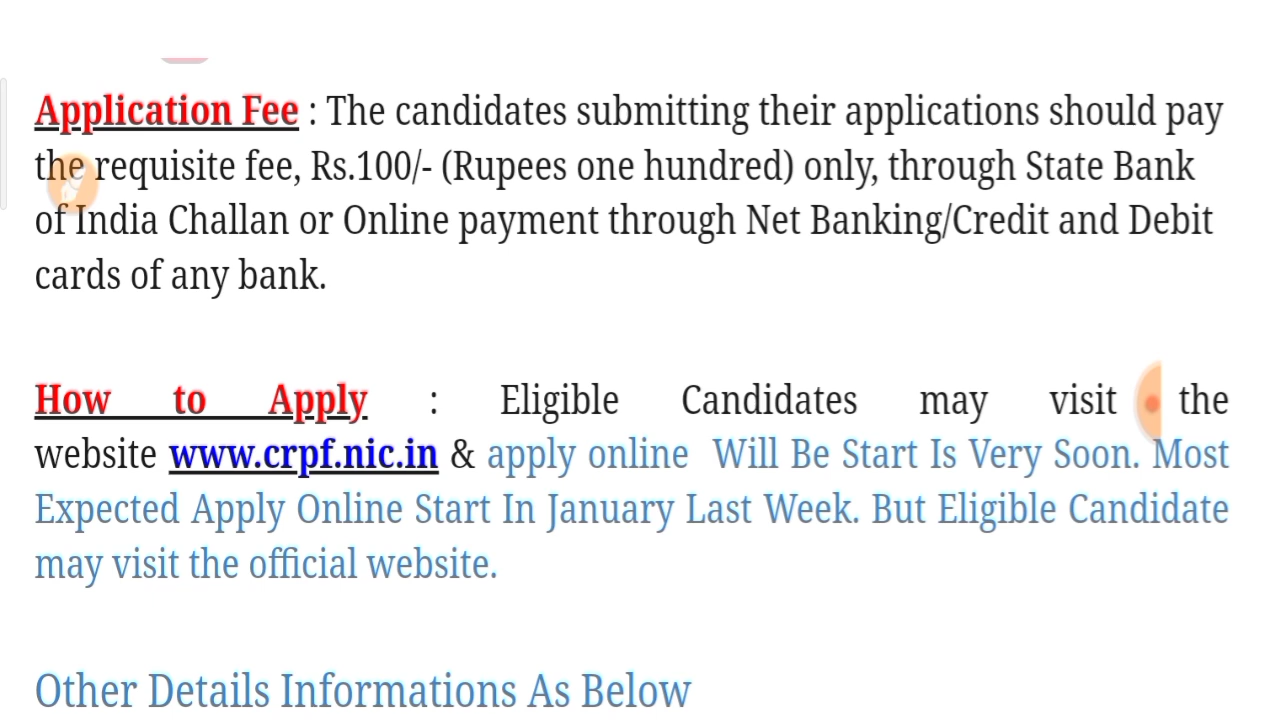 Application Fee : The candidates submitting their applications should pay
the requisite fee, Rs.100/- (Rupees one hundred) only, through State Bank
of India Challan or Online payment through Net Banking/Credit and Debit
cards of any bank.
How to Apply : Eligible Candidates may visit the
website www.crpf.nic.in & apply online Will Be Start Is Very Soon. Most
Expected Apply Online Start In January Last Week. But Eligible Candidate
may visit the official website.
Other Details Informations As Below